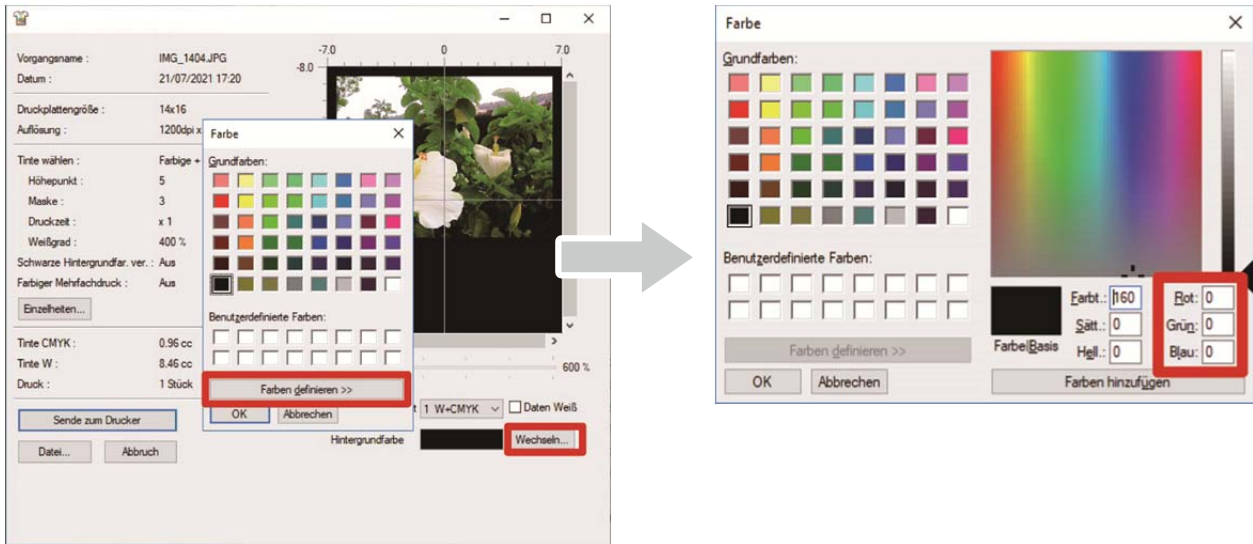 Vorgangsname : IMG_1404.JPG
Datum : 21/07/2021 17:20
Druckplattengröße : 14x16
Auflösung : 1200dpi x
Tinte wählen : Farbige +
Höhepunkt : 5
Maske : 3
Druckzeit : x 1
Weißgrad : 400 %
Schwarze Hintergrundfar. ver. : Aus
Farbiger Mehrfachdruck : Aus
Einzelheiten...
Tinte CMYK : 0.96 cc
Tinte W : 8.46 cc
Druck : 1 Stück
Sende zum Drucker
Datei... Abbruch
-7.0 0 7.0
-8.0
Farbe
Grundfarben:
Benutzerdefinierte Farben:
Farben definieren >>
OK Abbrechen
600 %
t 1 W+CMYK Daten Weiß
Hintergrundfarbe Wechseln...
Farbe
Grundfarben:
Benutzerdefinierte Farben:
Farben definieren >>
OK Abbrechen
Farbe|Basis
Farbt.: 160 Rot: 0
Sätt.: 0 Grün: 0
Hell.: 0 Blau: 0
Farben hinzufügen